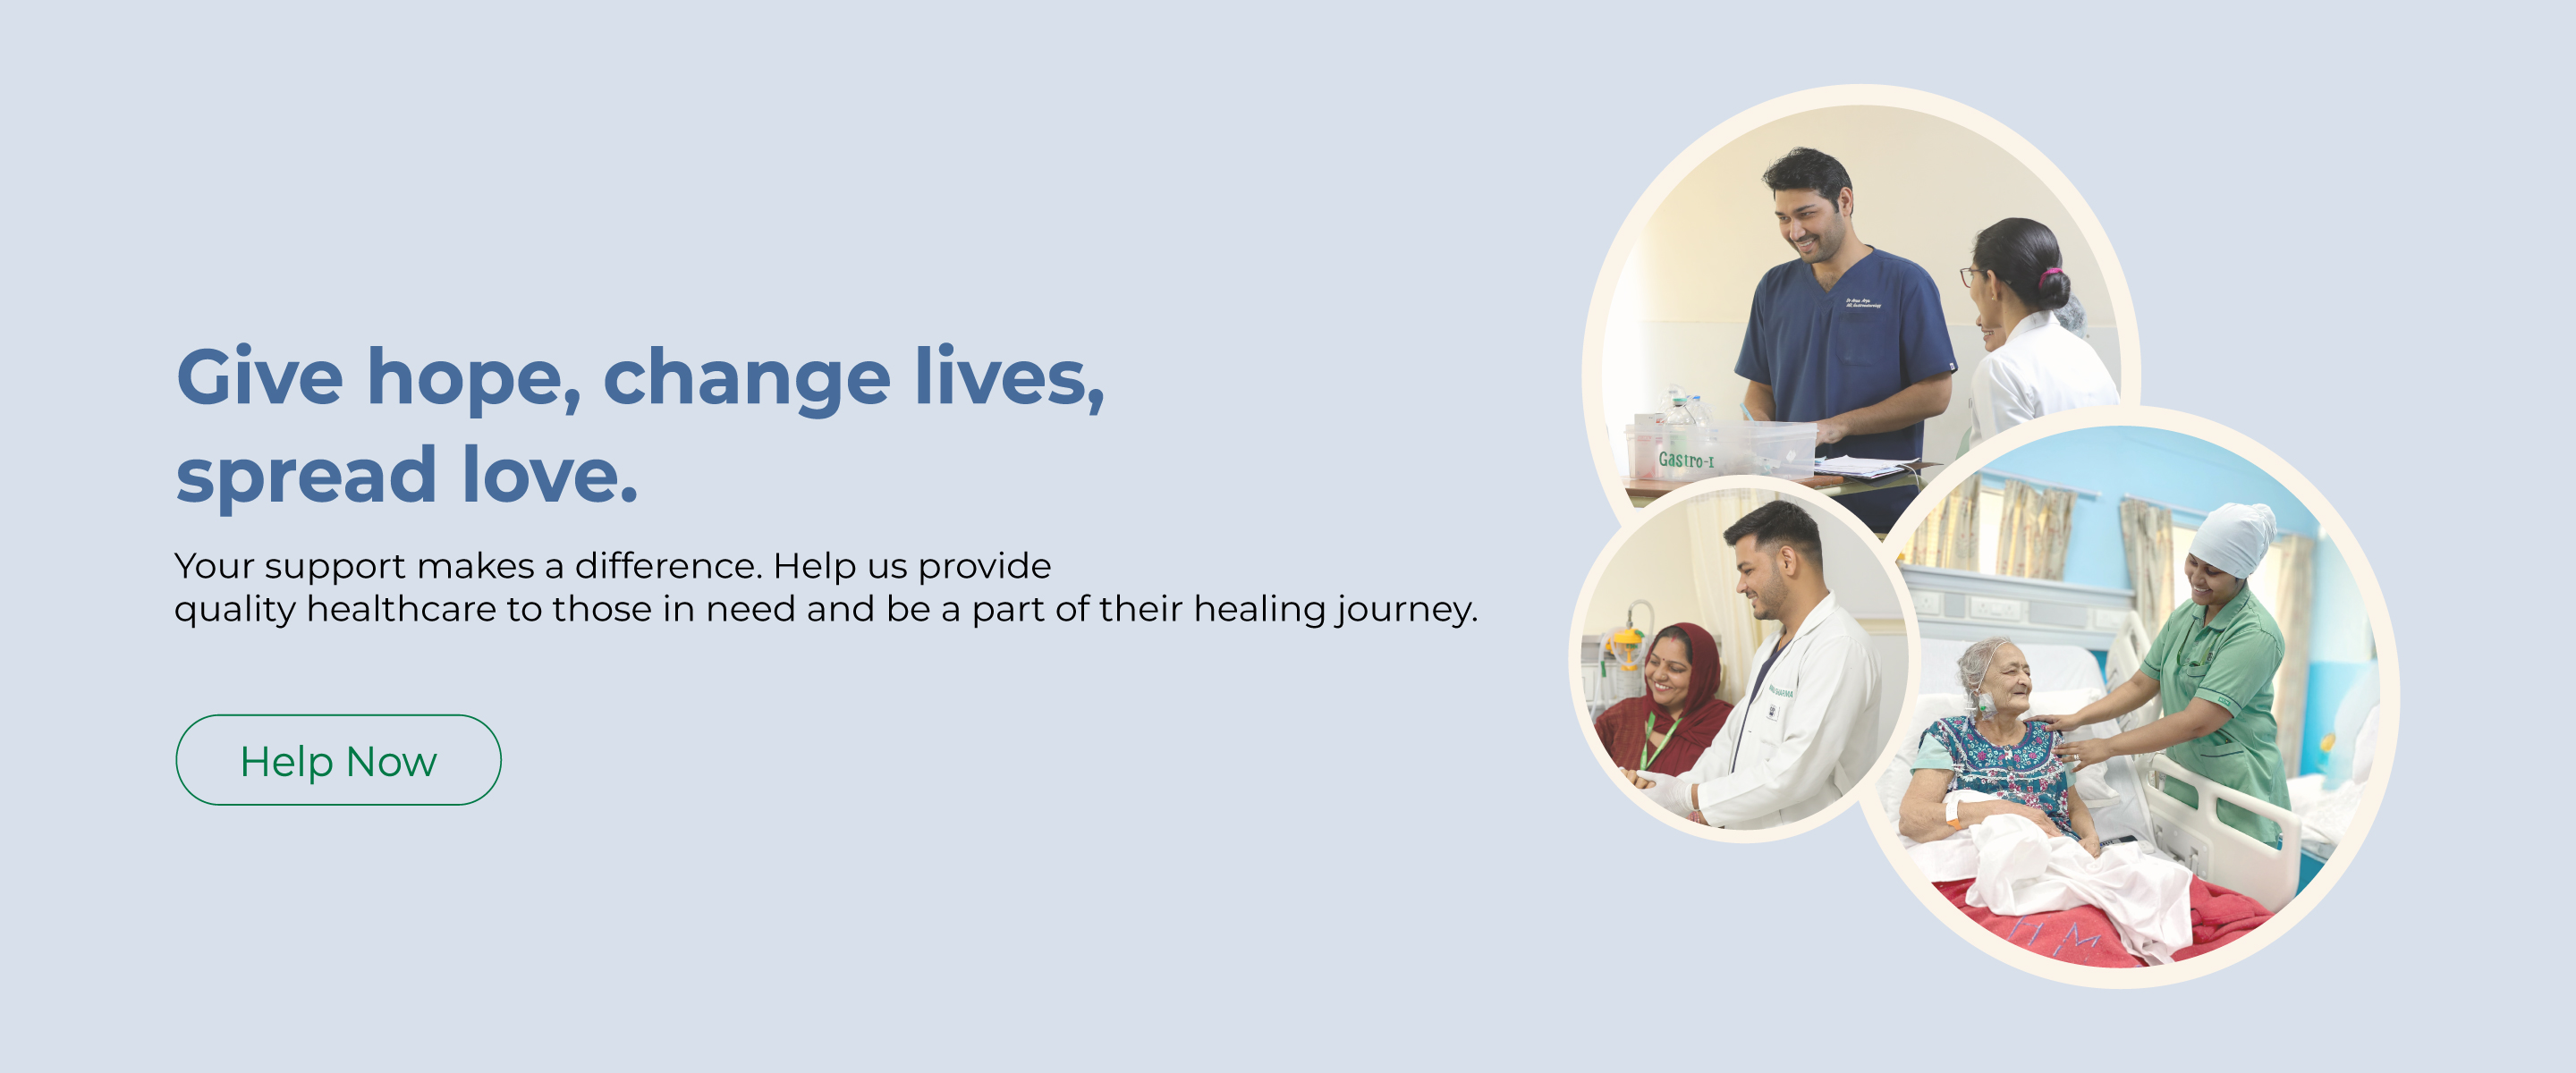 Give hope, change lives,
spread love.
Your support makes a difference. Help us provide
quality healthcare to those in need and be a part of their healing journey.
Help Now
Gastro-I